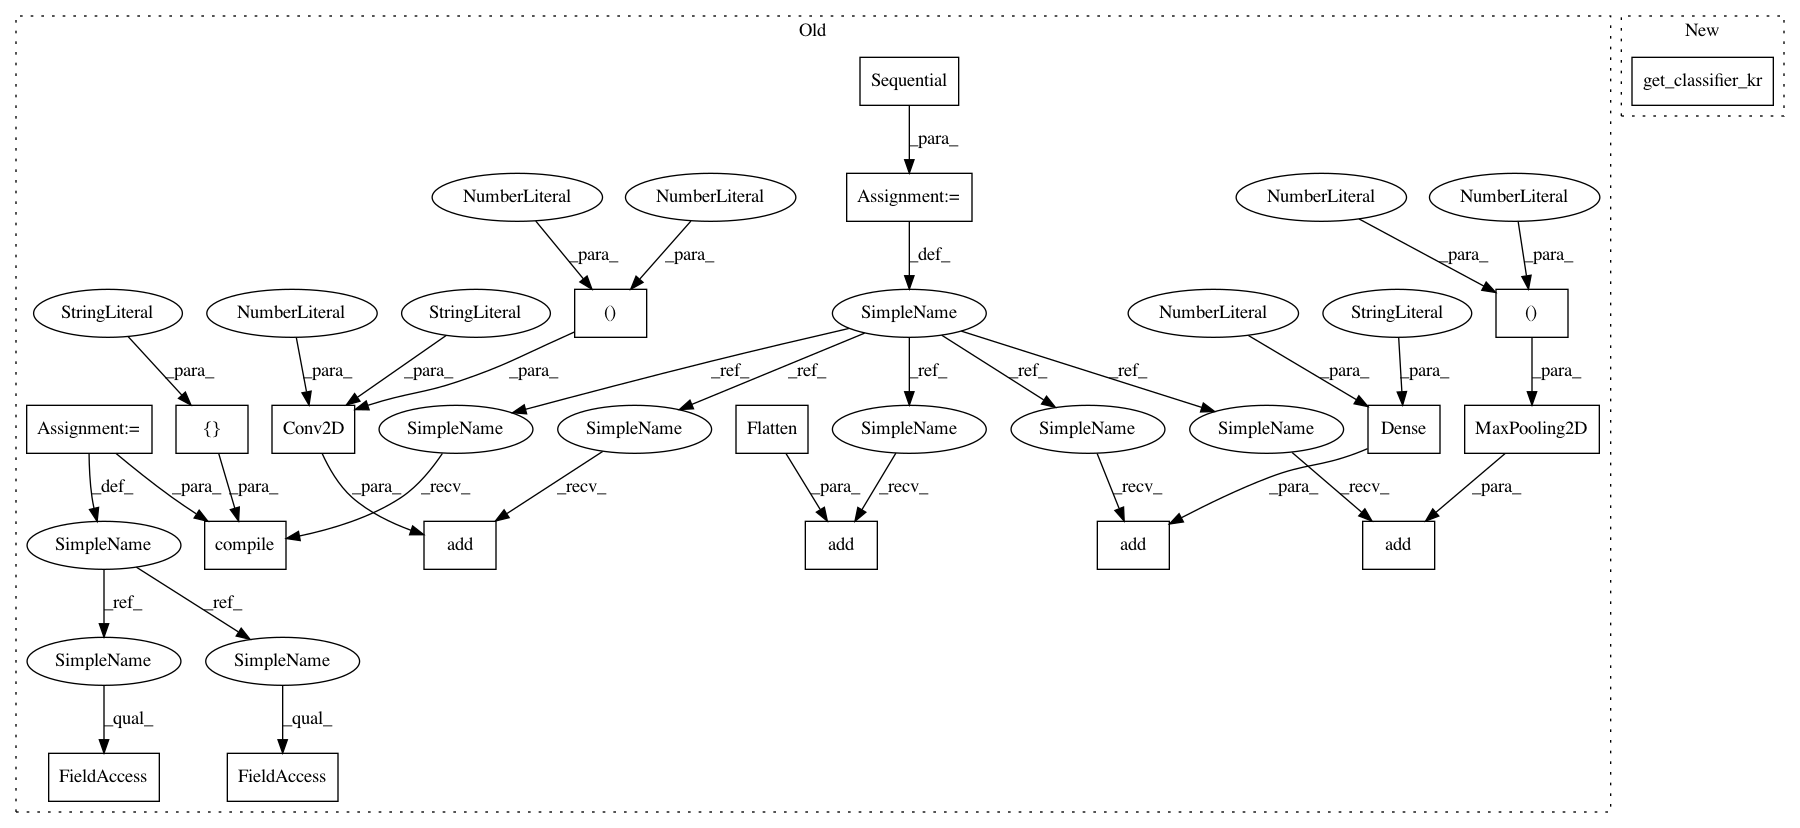 Old
New
Sequential
get_classifier_kr
_para_
NumberLiteral
NumberLiteral
Assignment:=
NumberLiteral
NumberLiteral
_para_
_para_
_def_
_para_
_para_
StringLiteral
NumberLiteral
StringLiteral
()
SimpleName
NumberLiteral
StringLiteral
()
_para_
_para_
_para_
_para_
_ref_
_ref_
_ref_
_ref_
_ref_
_para_
_para_
_para_
Assignment:=
{}
Conv2D
SimpleName
SimpleName
Flatten
SimpleName
SimpleName
SimpleName
Dense
MaxPooling2D
_def_
_para_
_para_
_para_
_recv_
_recv_
_para_
_recv_
_recv_
_para_
_recv_
_para_
SimpleName
compile
add
add
add
add
_ref_
_ref_
SimpleName
SimpleName
_qual_
_qual_
FieldAccess
FieldAccess